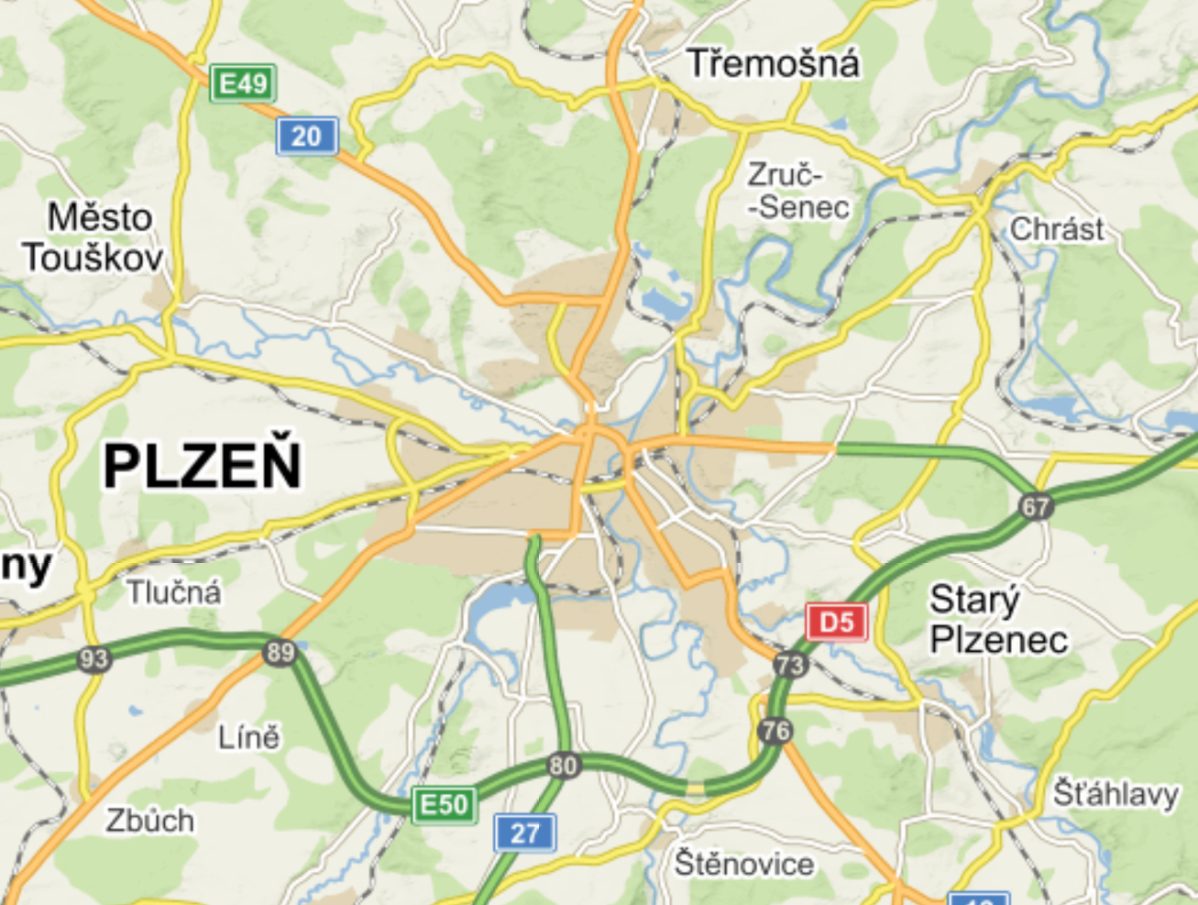 Třemošná
E49
20
Zruč-
-Senec
Město
Touškov
Chrást
PLZEŇ
67
ny
Tlučná
Starý
Plzenec
D5
93
89
73
76
Líně
80
Šťáhlavy
E50
Zbůch
27
Štěnovice